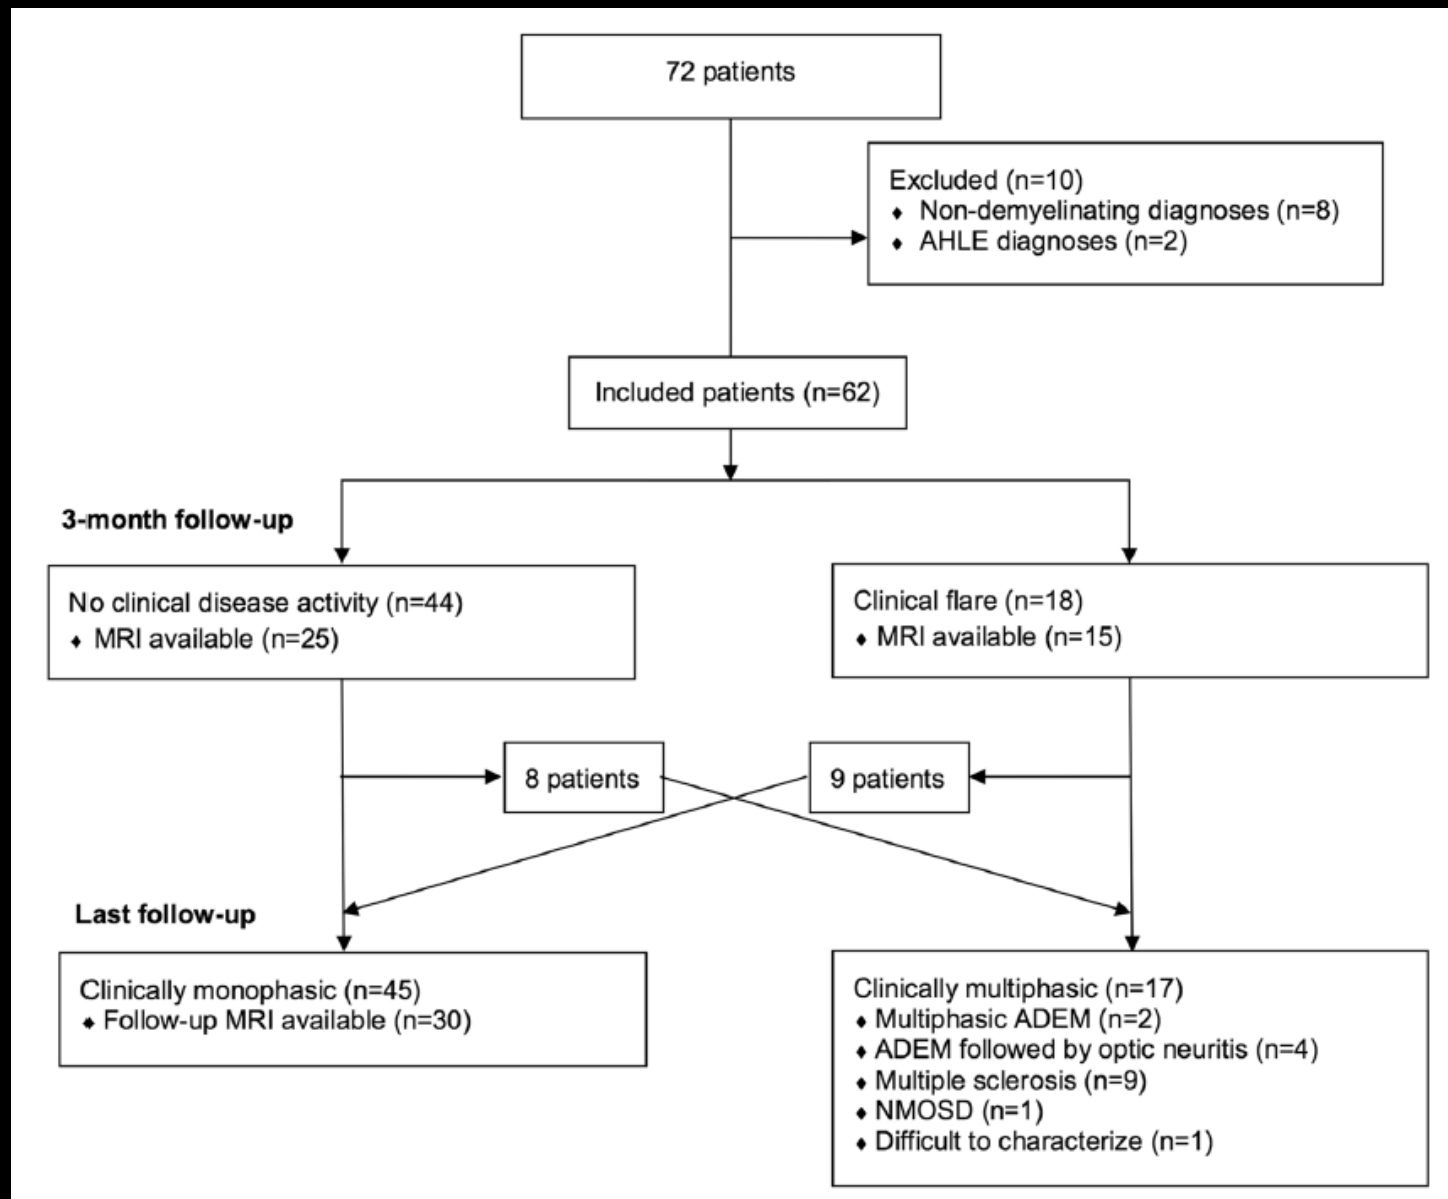 72 patients
Excluded (n=10)
♦ Non-demyelinating diagnoses (n=8)
♦ AHLE diagnoses (n=2)
Included patients (n=62)
3-month follow-up
No clinical disease activity (n=44)
♦ MRI available (n=25)
Clinical flare (n=18)
♦ MRI available (n=15)
8 patients
9 patients
Last follow-up
Clinically monophasic (n=45)
♦ Follow-up MRI available (n=30)
Clinically multiphasic (n=17)
♦ Multiphasic ADEM (n=2)
♦ ADEM followed by optic neuritis (n=4)
♦ Multiple sclerosis (n=9)
♦ NMOSD (n=1)
♦ Difficult to characterize (n=1)